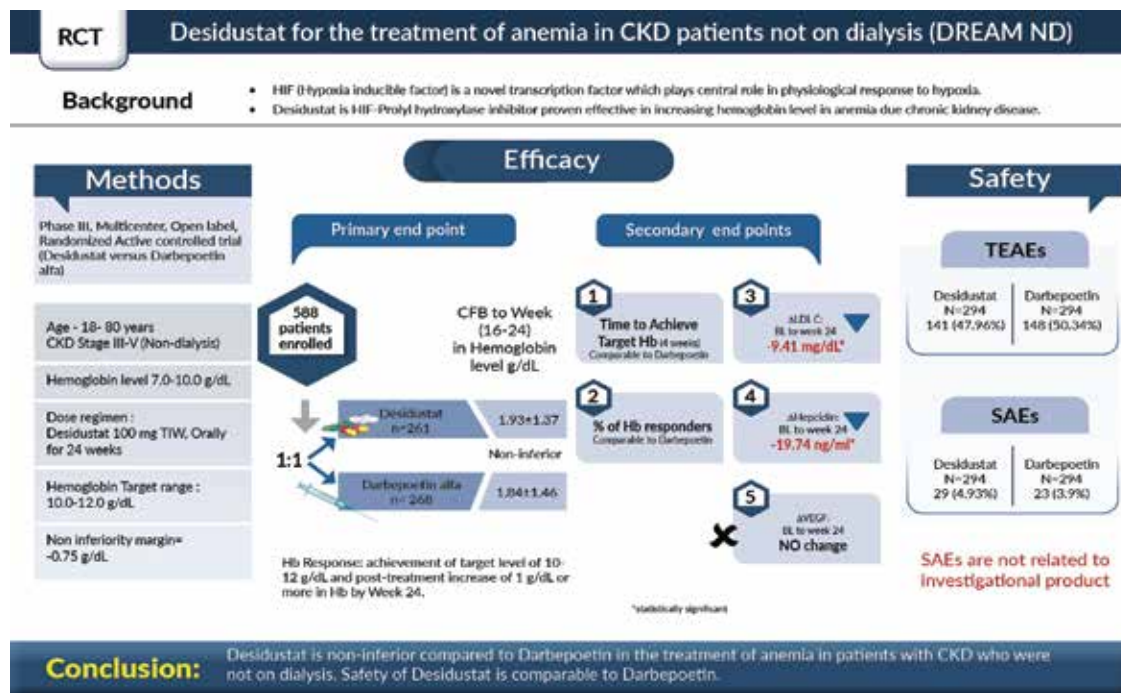 RCT
Desidustat for the treatment of anemia in CKD patients not on dialysis (DREAM ND)
Background
• HIF (Hypoxia inducible factor) is a novel transcription factor which plays central role in physiological response to hypoxia.
• Desidustat is HIF-Prolyl hydroxylase inhibitor proven effective in increasing hemoglobin level in anemia due chronic kidney disease.
Methods
Phase III, Multicenter, Open label,
Randomized Active controlled trial
(Desidustat versus Darbepoetin
alfa)
Age - 18- 80 years
CKD Stage III-V (Non-dialysis)
Hemoglobin level 7.0-10.0 g/dL
Dose regimen :
Desidustat 100 mg TIW, Orally
for 24 weeks
Hemoglobin Target range :
10.0-12.0 g/dL
Non inferiority margin=
-0.75 g/dL
Efficacy
Primary end point
588
patients
enrolled
CFB to Week
(16-24)
in Hemoglobin
level g/dL
1:1
Desidustat
n=261
1.93±1.37
Non-inferior
Darbepoetin alfa
n= 268
1.84±1.46
Hb Response: achievement of target level of 10-
12 g/dL and post-treatment increase of 1 g/dL or
more in Hb by Week 24.
Secondary end points
1
Time to Achieve
Target Hb (4 weeks)
Comparable to Darbepoetin
2
% of Hb responders
Comparable to Darbepoetin
3
ΔLDL C:
BL to week 24
-9.41 mg/dL*
4
ΔHepcidin:
BL to week 24
-19.74 ng/ml*
5
ΔVEGF:
BL to week 24
NO change
*statistically significant
Safety
TEAEs
Desidustat
N=294
141 (47.96%)
Darbepoetin
N=294
148 (50.34%)
SAEs
Desidustat
N=294
29 (4.93%)
Darbepoetin
N=294
23 (3.9%)
SAEs are not related to
investigational product
Conclusion:
Desidustat is non-inferior compared to Darbepoetin in the treatment of anemia in patients with CKD who were
not on dialysis. Safety of Desidustat is comparable to Darbepoetin.